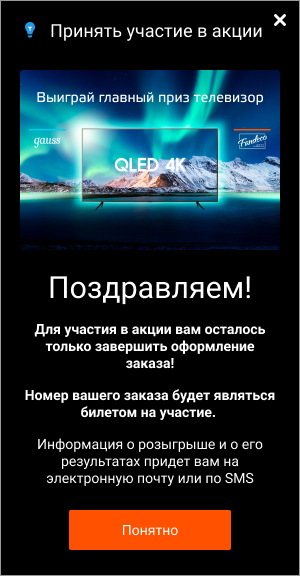 Принять участие в акции
Выиграй главный приз телевизор
gauss
Fandeco
QLED 4K
Поздравляем!
Для участия в акции вам осталось
только завершить оформление
заказа!
Номер вашего заказа будет являться
билетом на участие.
Информация о розыгрыше и о его
результатах придет вам на
электронную почту или по SMS
Понятно